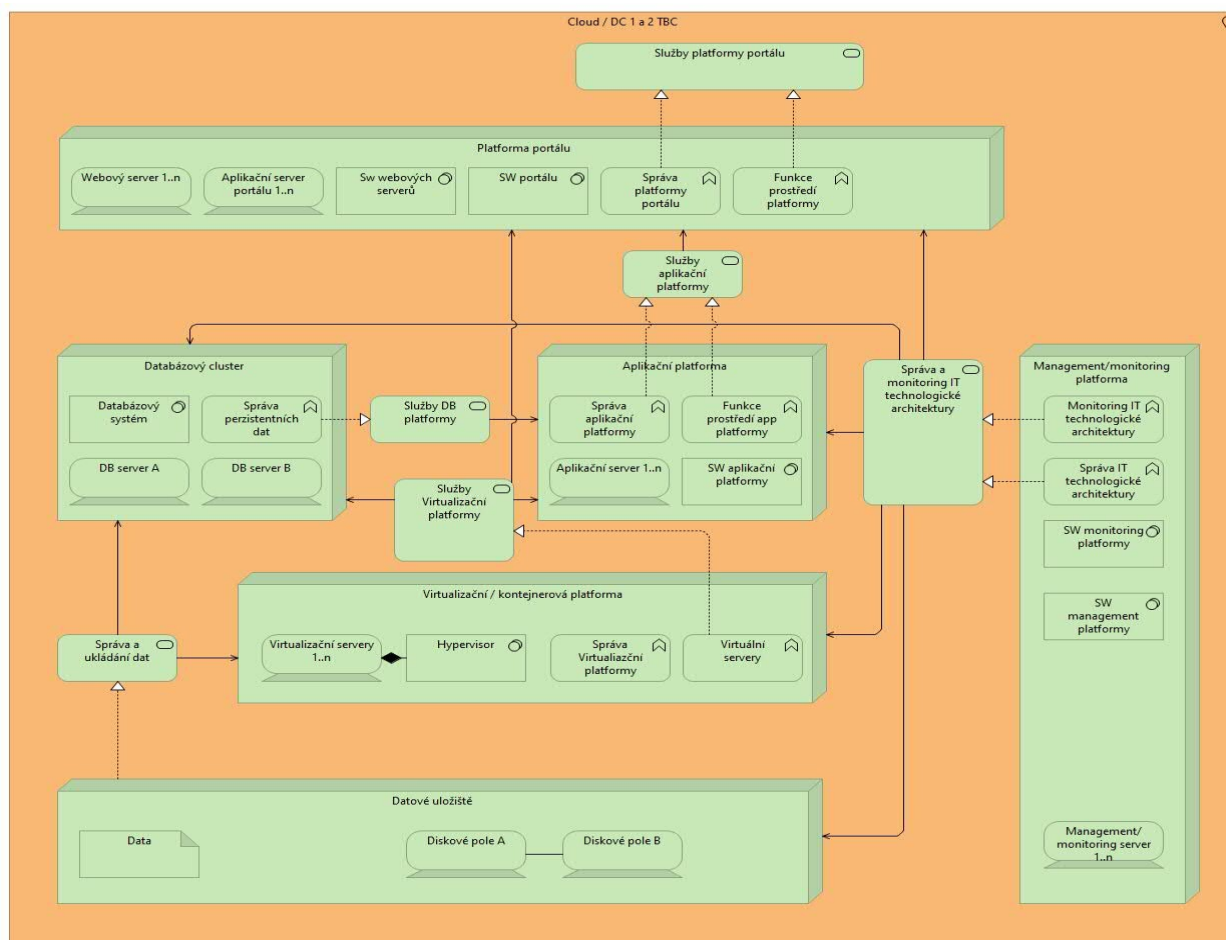 Cloud / DC 1 a 2 TBC
Služby platformy portálu
Platforma portálu
Webový server 1..n
Aplikační server
portálu 1..n
Sw webových
serverů
SW portálu
Správa
platformy
portálu
Funkce
prostředí
platformy
Služby
aplikační
platformy
Databázový cluster
Databázový
systém
Správa
perzistentních
dat
DB server A
DB server B
Služby DB
platformy
Aplikační platforma
Správa
aplikační
platformy
Funkce
prostředí app
platformy
Aplikační server 1..n
SW aplikační
platformy
Správa a
monitoring IT
technologické
architektury
Management/monitoring
platforma
Monitoring IT
technologické
architektury
Správa IT
technologické
architektury
SW monitoring
platformy
SW
management
platformy
Management/
monitoring server
1..n
Služby
Virtualizační
platformy
Virtualizační / kontejnerová platforma
Virtualizační servery
1..n
Hypervisor
Správa
Virtualiazční
platformy
Virtuální
servery
Správa a
ukládání dat
Datové uložiště
Data
Diskové pole A
Diskové pole B